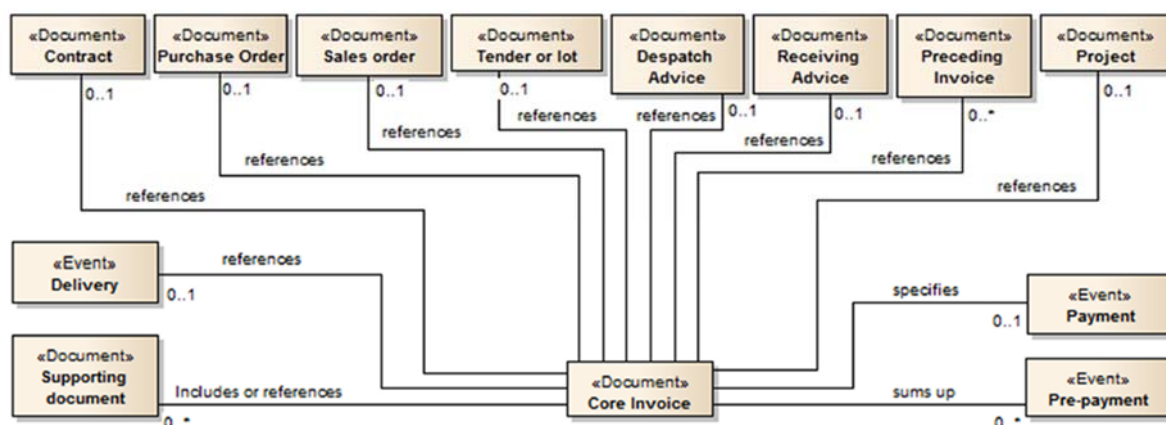 «Document»
Contract
«Document»
Purchase Order
«Document»
Sales order
«Document»
Tender or lot
«Document»
Despatch
Advice
«Document»
Receiving
Advice
«Document»
Preceding
Invoice
«Document»
Project
0..1
0..1
0..1
0..1
0..1
0..1
0..*
0..1
references
references
references
references
references
references
references
references
«Event»
Delivery
0..1
references
«Document»
Supporting
document
0..*
Includes or references
«Document»
Core Invoice
specifies
0..1
«Event»
Payment
sums up
0..*
«Event»
Pre-payment